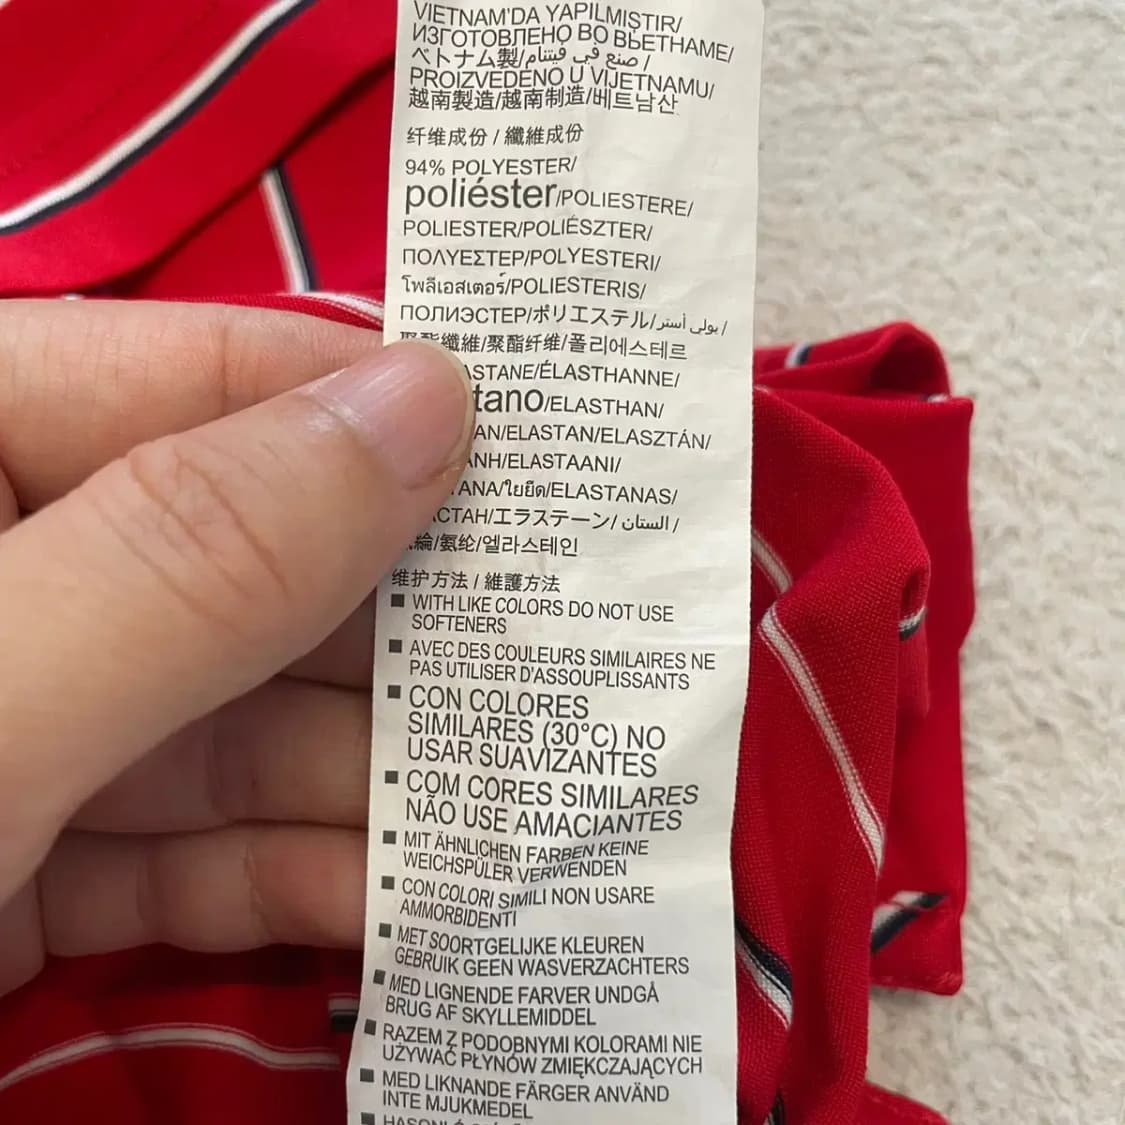 VIETNAM'DA YAPILMIŞTIR/
ИЗГОТОВЛЕНО ВО ВЬЕТНАМЕ/
ベトナム製/صنع في فيتنام/
PROIZVEDENO U VIJETNAMU/
越南製造/越南制造/베트남산
纤维成份 / 纖維成份
94% POLYESTER/
poliéster/POLIESTERE/
POLIESTER/POLIÉSZTER/
ΠΟΛΥΕΣΤΕΡ/POLYESTERI/
โพลีเอสเตอร์/POLIESTERIS/
ПОЛИЭСТЕР/ポリエステル/بولي أستر/
聚酯纖維/聚酯纤维/폴리에스테르
ASTANE/ÉLASTHANNE/
tano/ELASTHAN/
AN/ELASTAN/ELASZTÁN/
ΑΝΗ/ELASTAANI/
TANA/ใยยืด/ELASTANAS/
АСТАН/エラステーン/الستان/
綸/氨纶/엘라스테인
维护方法 / 維護方法
■ WITH LIKE COLORS DO NOT USE
SOFTENERS
■ AVEC DES COULEURS SIMILAIRES NE
PAS UTILISER D'ASSOUPLISSANTS
■ CON COLORES
SIMILARES (30°C) NO
USAR SUAVIZANTES
■ COM CORES SIMILARES
NÃO USE AMACIANTES
■ MIT ÄHNLICHEN FARBEN KEINE
WEICHSPÜLER VERWENDEN
■ CON COLORI SIMILI NON USARE
AMMORBIDENTI
■ MET SOORTGELIJKE KLEUREN
GEBRUIK GEEN WASVERZACHTERS
■ MED LIGNENDE FARVER UNDGÅ
BRUG AF SKYLLEMIDDEL
■ RAZEM Z PODOBNYMI KOLORAMI NIE
UŻYWAĆ PŁYNÓW ZMIĘKCZAJĄCYCH
■ MED LIKNANDE FÄRGER ANVÄND
INTE MJUKMEDEL